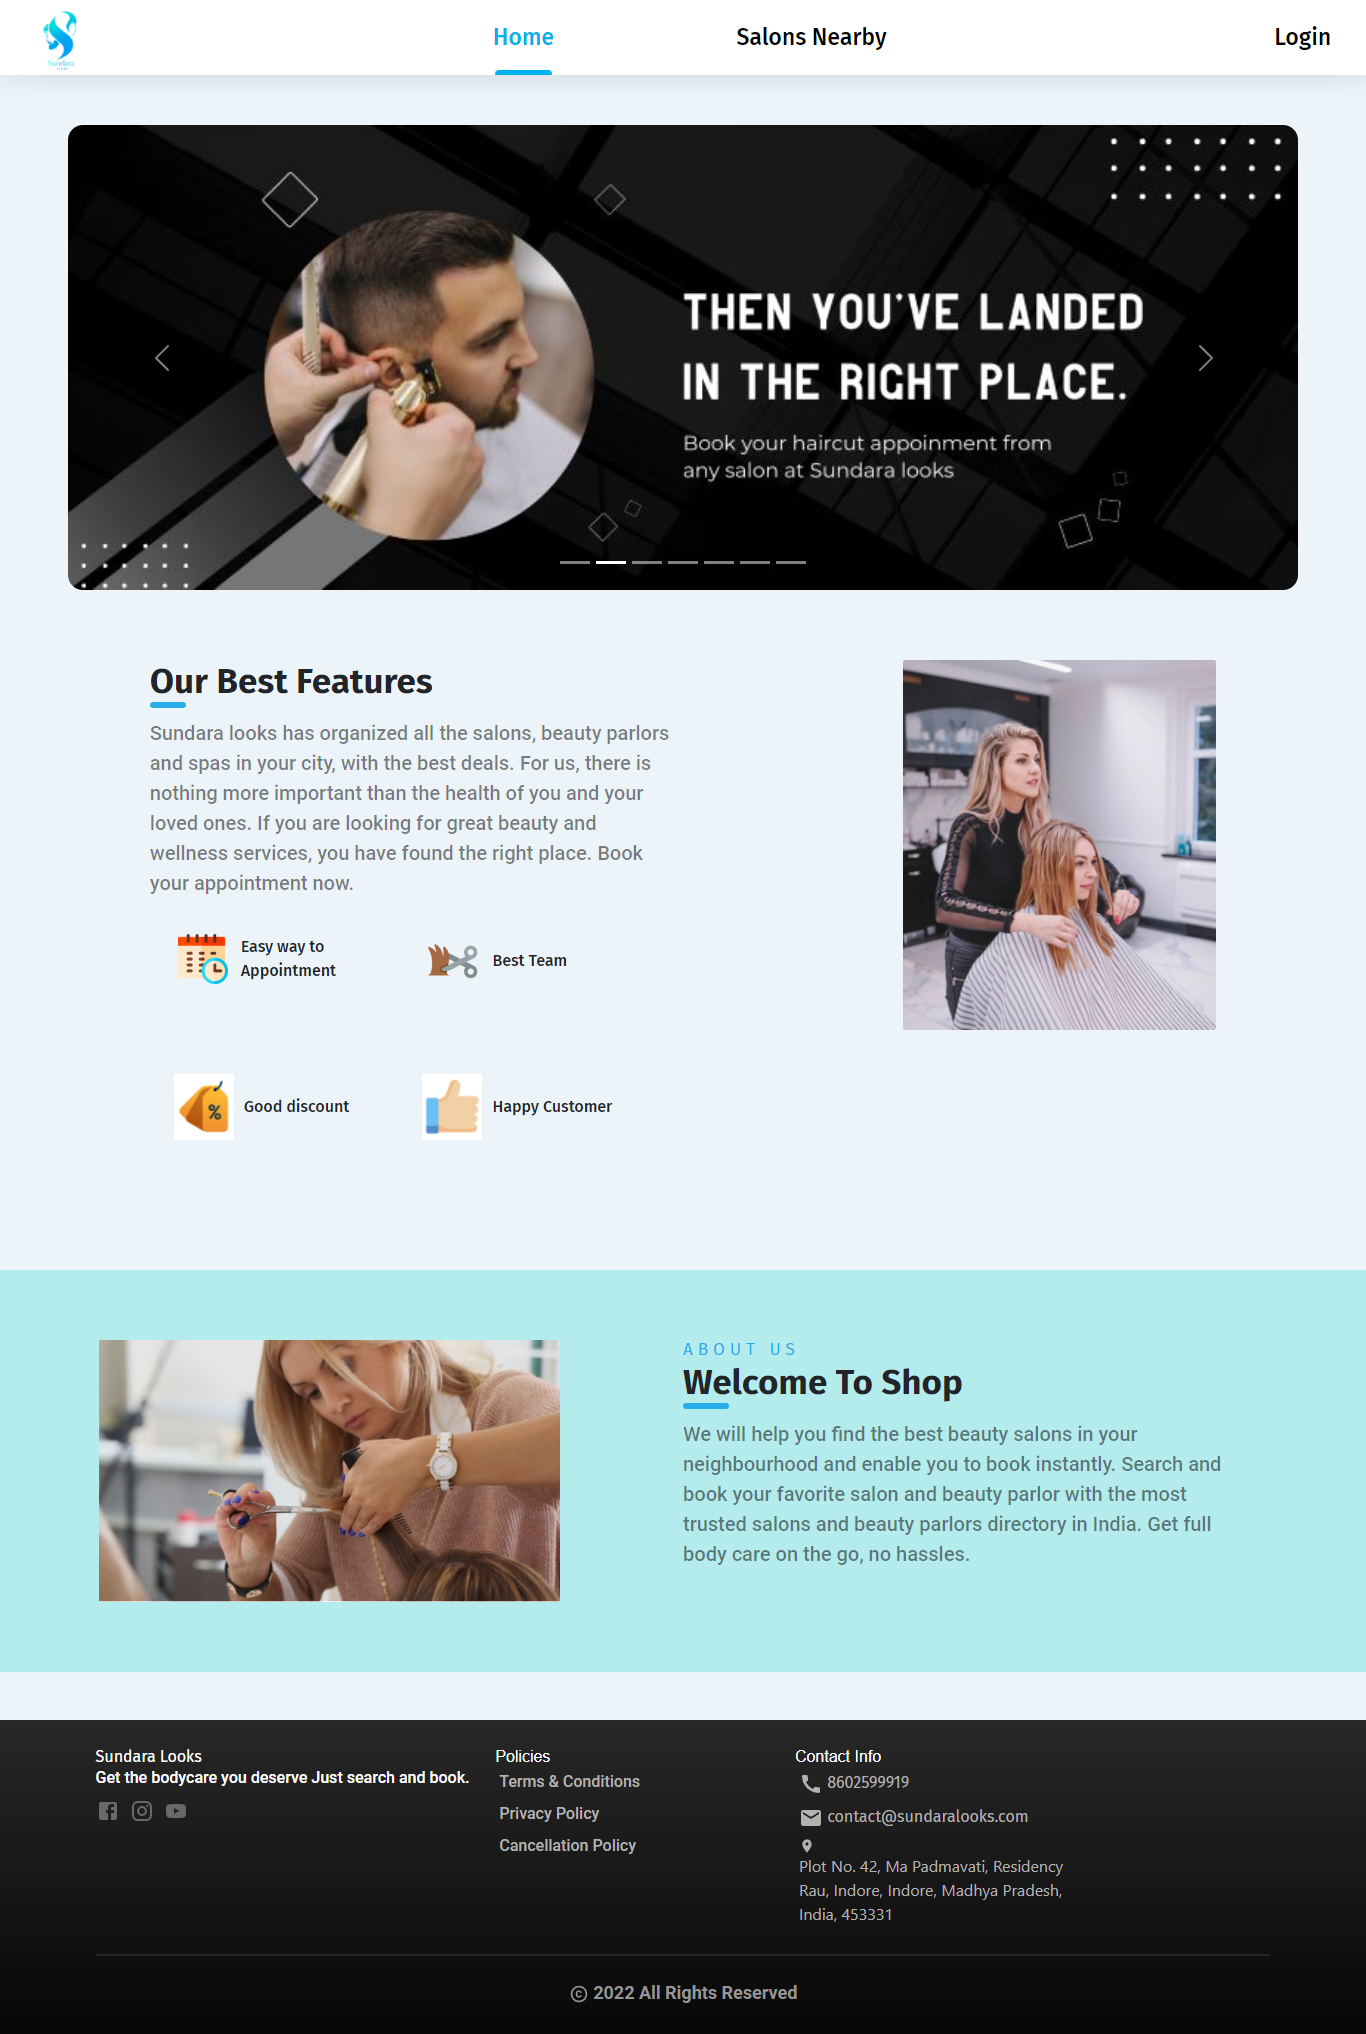 Sundara
Home
Salons Nearby
Login
THEN YOU'VE LANDED
IN THE RIGHT PLACE.
Book your haircut appoinment from
any salon at Sundara looks
Our Best Features
Sundara looks has organized all the salons, beauty parlors
and spas in your city, with the best deals. For us, there is
nothing more important than the health of you and your
loved ones. If you are looking for great beauty and
wellness services, you have found the right place. Book
your appointment now.
Easy way to
Appointment
Best Team
%
Good discount
Happy Customer
ABOUT US
Welcome To Shop
We will help you find the best beauty salons in your
neighbourhood and enable you to book instantly. Search and
book your favorite salon and beauty parlor with the most
trusted salons and beauty parlors directory in India. Get full
body care on the go, no hassles.
Sundara Looks
Get the bodycare you deserve Just search and book.
Policies
Terms & Conditions
Privacy Policy
Cancellation Policy
Contact Info
8602599919
contact@sundaralooks.com
Plot No. 42, Ma Padmavati, Residency
Rau, Indore, Indore, Madhya Pradesh,
India, 453331
© 2022 All Rights Reserved